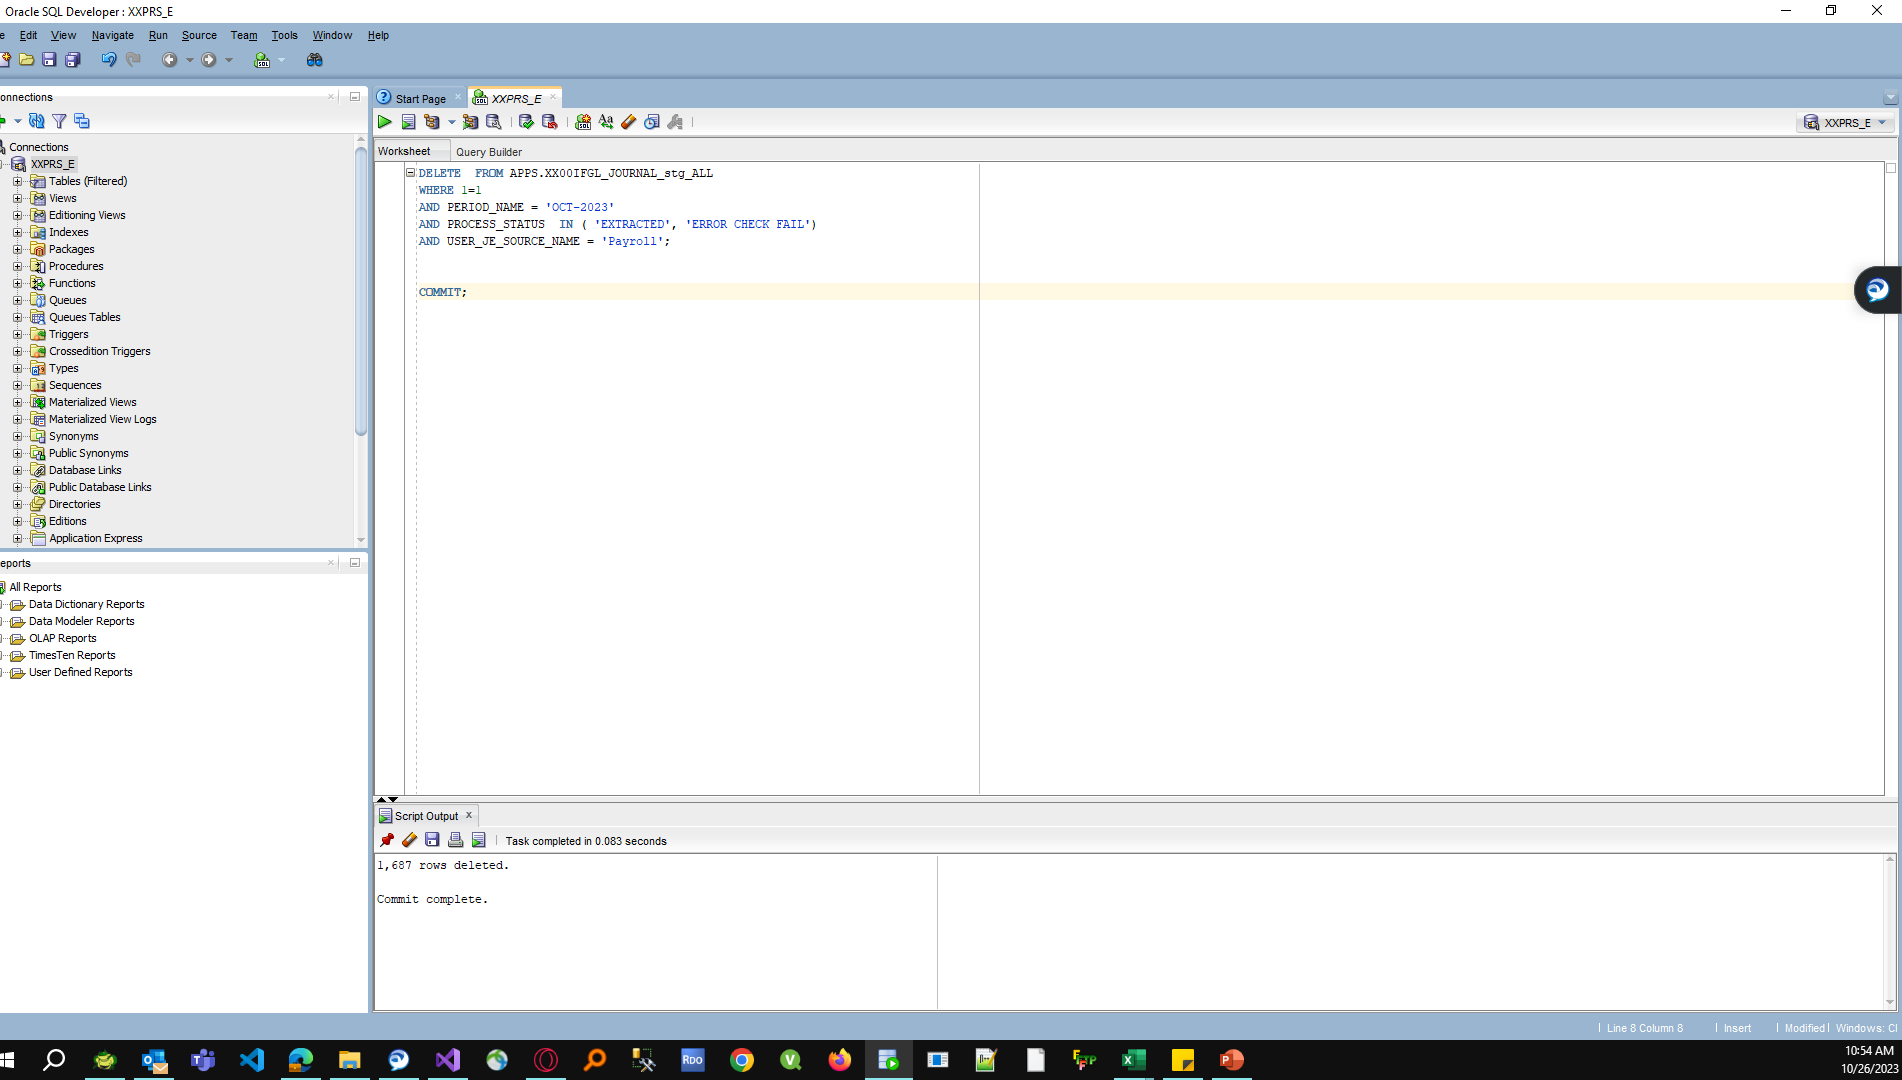 Oracle SQL Developer : XXPRS_E
e Edit View Navigate Run Source Team Tools Window Help
onnections
Connections
XXPRS_E
Tables (Filtered)
Views
Editioning Views
Indexes
Packages
Procedures
Functions
Queues
Queues Tables
Triggers
Crossedition Triggers
Types
Sequences
Materialized Views
Materialized View Logs
Synonyms
Public Synonyms
Database Links
Public Database Links
Directories
Editions
Application Express
eports
All Reports
Data Dictionary Reports
Data Modeler Reports
OLAP Reports
TimesTen Reports
User Defined Reports
Start Page
XXPRS_E
XXPRS_E
Worksheet Query Builder
DELETE  FROM APPS.XX00IFGL_JOURNAL_stg_ALL
WHERE 1=1
AND PERIOD_NAME = 'OCT-2023'
AND PROCESS_STATUS  IN ( 'EXTRACTED', 'ERROR CHECK FAIL')
AND USER_JE_SOURCE_NAME = 'Payroll';
COMMIT;
Script Output
Task completed in 0.083 seconds
1,687 rows deleted.
Commit complete.
Line 8 Column 8 Insert Modified Windows: Cl
RDO
10:54 AM
10/26/2023